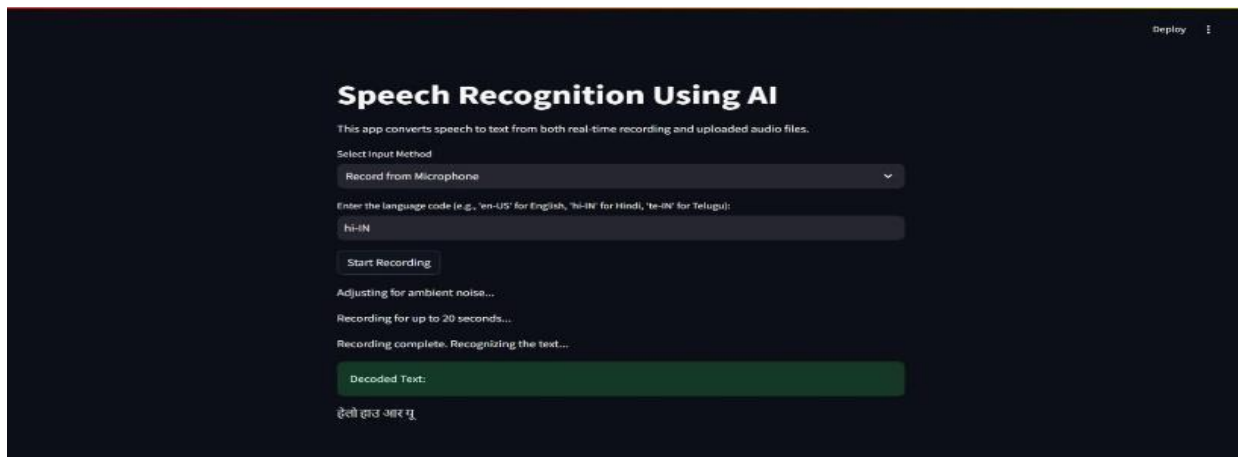 Deploy
Speech Recognition Using AI
This app converts speech to text from both real-time recording and uploaded audio files.
Select Input Method
Record from Microphone
Enter the language code (e.g., 'en-US' for English, 'hi-IN' for Hindi, 'te-IN' for Telugu):
hi-IN
Start Recording
Adjusting for ambient noise...
Recording for up to 20 seconds...
Recording complete. Recognizing the text...
Decoded Text:
हेलो हाउ आर यू